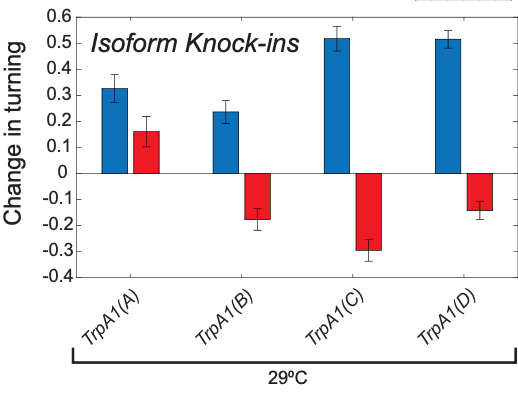 Isoform Knock-ins
Change in turning
0.6
0.5
0.4
0.3
0.2
0.1
0
-0.1
-0.2
-0.3
-0.4
TrpA1(A)
TrpA1(B)
TrpA1(C)
TrpA1(D)
29ºC